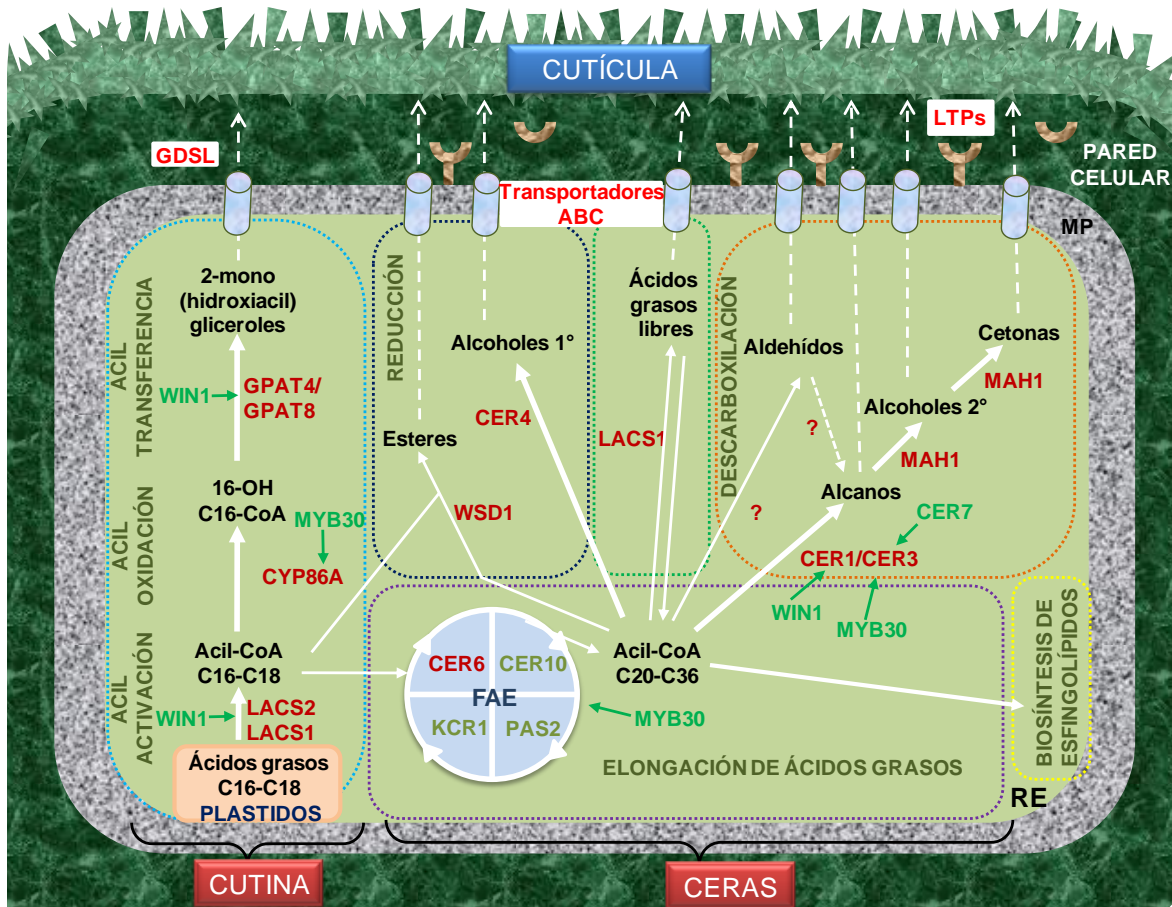 CUTÍCULA
GDSL
LTPs
PARED
CELULAR
Transportadores
ABC
MP
ACIL
TRANSFERENCIA
2-mono
(hidroxiacil)
gliceroles
WIN1
GPAT4/
GPAT8
ACIL
OXIDACIÓN
16-OH
C16-CoA
MYB30
CYP86A
ACIL
ACTIVACIÓN
Acil-CoA
C16-C18
WIN1
LACS2
LACS1
Ácidos grasos
C16-C18
PLASTIDOS
REDUCCIÓN
Alcoholes 1°
CER4
Esteres
WSD1
Ácidos
grasos
libres
LACS1
DESCARBOXILACIÓN
Aldehídos
?
?
Cetonas
MAH1
Alcoholes 2°
MAH1
Alcanos
CER7
CER1/CER3
WIN1
MYB30
CER6
CER10
FAE
KCR1
PAS2
MYB30
Acil-CoA
C20-C36
ELONGACIÓN DE ÁCIDOS GRASOS
BIOSÍNTESIS DE
ESFINGOLÍPIDOS
RE
CUTINA
CERAS